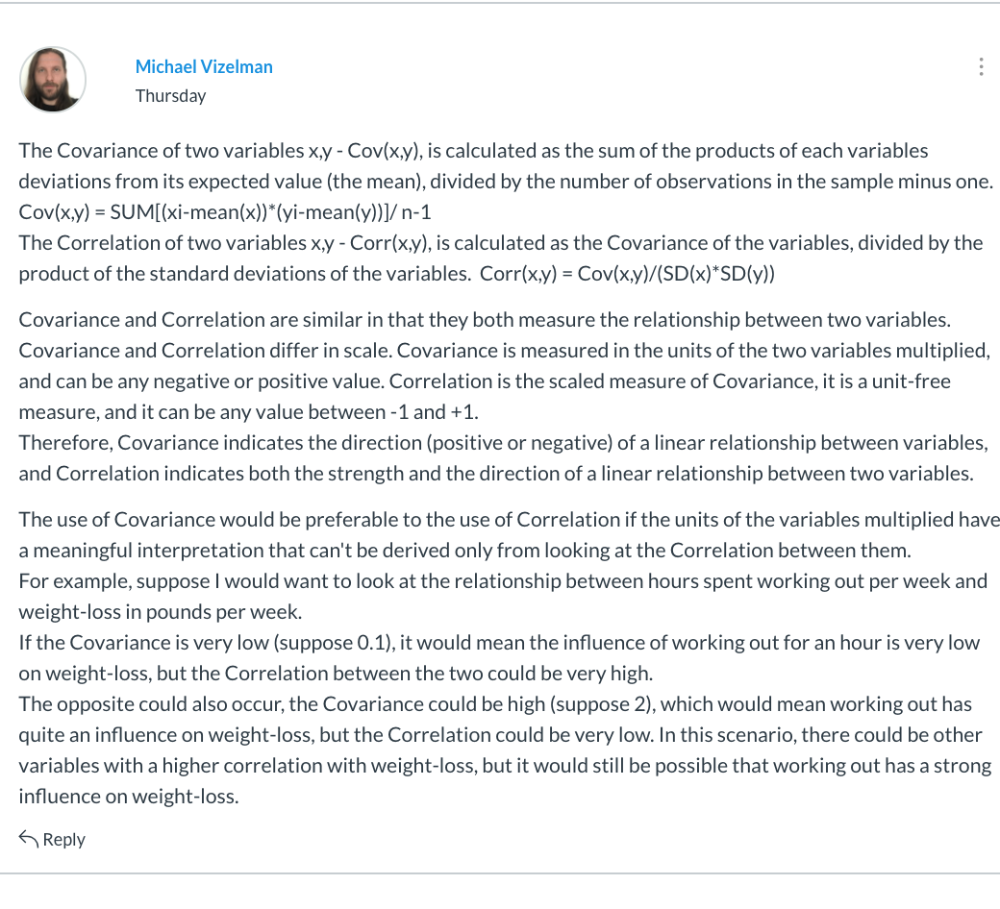 Michael Vizelman
Thursday
The Covariance of two variables x,y - Cov(x,y), is calculated as the sum of the products of each variables
deviations from its expected value (the mean), divided by the number of observations in the sample minus one.
Cov(x,y) = SUM[(xi-mean(x))*(yi-mean(y))]/ n-1
The Correlation of two variables x,y - Corr(x,y), is calculated as the Covariance of the variables, divided by the
product of the standard deviations of the variables.  Corr(x,y) = Cov(x,y)/(SD(x)*SD(y))
Covariance and Correlation are similar in that they both measure the relationship between two variables.
Covariance and Correlation differ in scale. Covariance is measured in the units of the two variables multiplied,
and can be any negative or positive value. Correlation is the scaled measure of Covariance, it is a unit-free
measure, and it can be any value between -1 and +1.
Therefore, Covariance indicates the direction (positive or negative) of a linear relationship between variables,
and Correlation indicates both the strength and the direction of a linear relationship between two variables.
The use of Covariance would be preferable to the use of Correlation if the units of the variables multiplied have
a meaningful interpretation that can't be derived only from looking at the Correlation between them.
For example, suppose I would want to look at the relationship between hours spent working out per week and
weight-loss in pounds per week.
If the Covariance is very low (suppose 0.1), it would mean the influence of working out for an hour is very low
on weight-loss, but the Correlation between the two could be very high.
The opposite could also occur, the Covariance could be high (suppose 2), which would mean working out has
quite an influence on weight-loss, but the Correlation could be very low. In this scenario, there could be other
variables with a higher correlation with weight-loss, but it would still be possible that working out has a strong
influence on weight-loss.
Reply